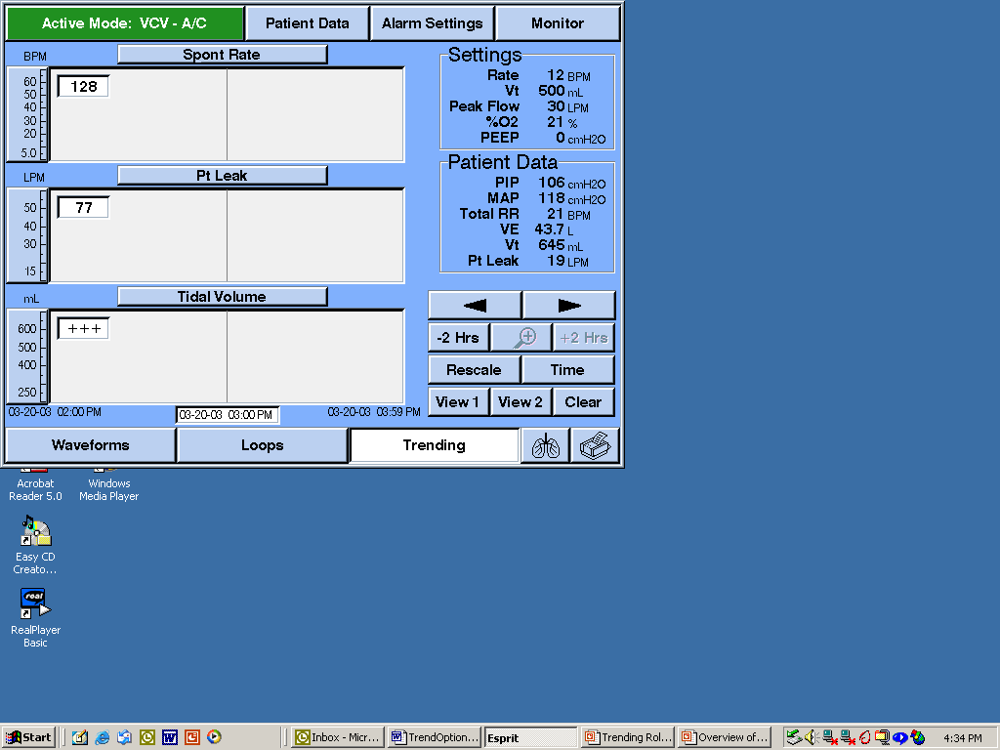 Active Mode: VCV - A/C
Patient Data
Alarm Settings
Monitor
BPM
Spont Rate
128
60
50
40
30
20
5.0
LPM
Pt Leak
77
50
40
30
15
mL
Tidal Volume
+++
600
500
400
250
03-20-03 02:00 PM
03-20-03 03:00 PM
03-20-03 03:59 PM
Settings
Rate 12 BPM
Vt 500 mL
Peak Flow 30 LPM
%O2 21 %
PEEP 0 cmH2O
Patient Data
PIP 106 cmH2O
MAP 118 cmH2O
Total RR 21 BPM
VE 43.7 L
Vt 645 mL
Pt Leak 19 LPM
-2 Hrs
+2 Hrs
Rescale
Time
View 1
View 2
Clear
Waveforms
Loops
Trending
Acrobat
Reader 5.0
Windows
Media Player
Easy CD
Creato...
real
RealPlayer
Basic
Start
Inbox - Micr...
TrendOption...
Esprit
Trending Rol...
Overview of...
4:34 PM